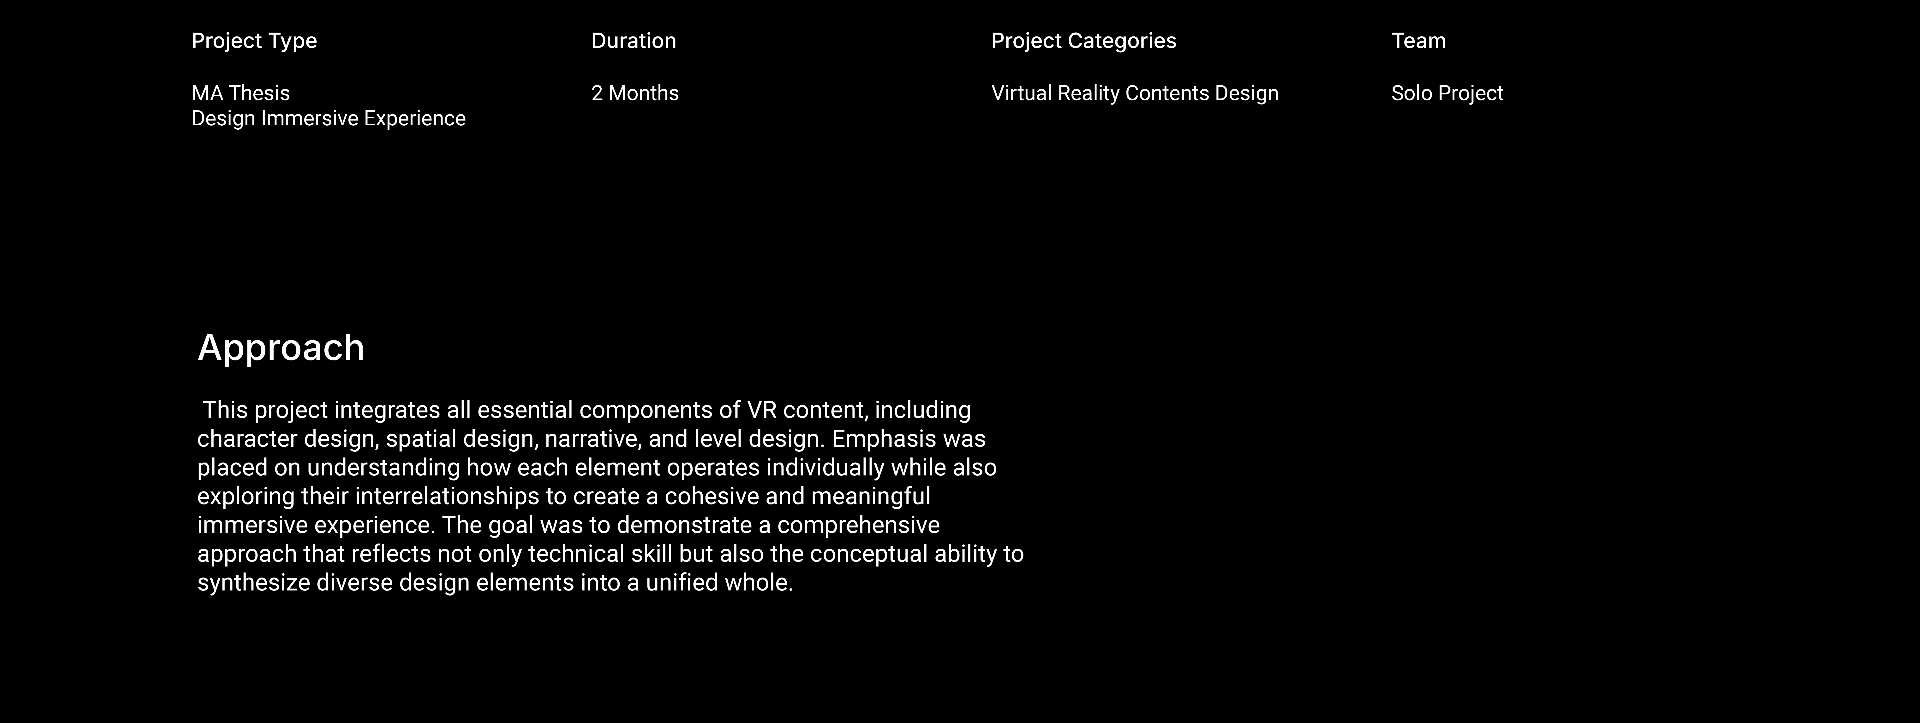 Project Type
Duration
Project Categories
Team
MA Thesis
Design Immersive Experience
2 Months
Virtual Reality Contents Design
Solo Project
Approach
This project integrates all essential components of VR content, including
character design, spatial design, narrative, and level design. Emphasis was
placed on understanding how each element operates individually while also
exploring their interrelationships to create a cohesive and meaningful
immersive experience. The goal was to demonstrate a comprehensive
approach that reflects not only technical skill but also the conceptual ability to
synthesize diverse design elements into a unified whole.